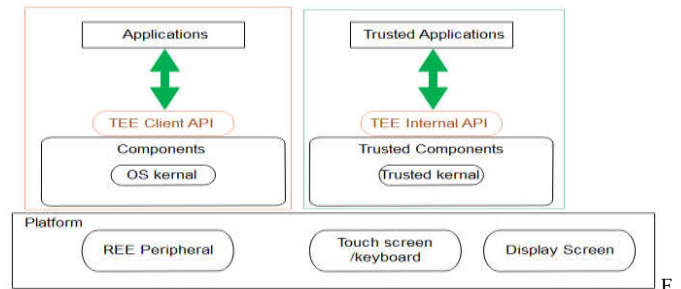 Applications
Trusted Applications
TEE Client API
TEE Internal API
Components
Trusted Components
OS kernal
Trusted kernal
Platform
REE Peripheral
Touch screen
/keyboard
Display Screen
F